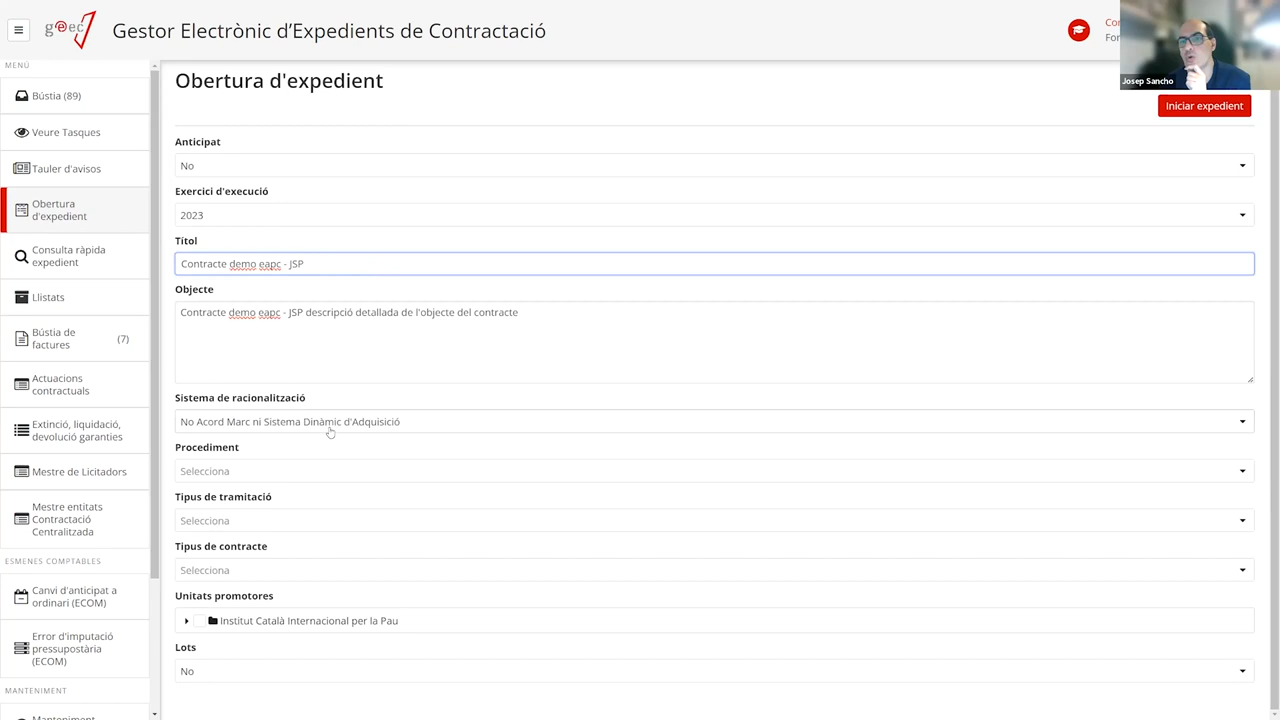 geec
Gestor Electrònic d'Expedients de Contractació
Con
For
Josep Sancho
MENÚ
Bústia (89)
Veure Tasques
Tauler d'avisos
Obertura
d'expedient
Consulta ràpida
expedient
Llistats
Bústia de
factures
(7)
Actuacions
contractuals
Extinció, liquidació,
devolució garanties
Mestre de Licitadors
Mestre entitats
Contractació
Centralitzada
ESMENES COMPTABLES
Canvi d'anticipat a
ordinari (ECOM)
Error d'imputació
pressupostària
(ECOM)
MANTENIMENT
Manteniment
Obertura d'expedient
Iniciar expedient
Anticipat
No
Exercici d'execució
2023
Títol
Contracte demo eapc - JSP
Objecte
Contracte demo eapc - JSP descripció detallada de l'objecte del contracte
Sistema de racionalització
No Acord Marc ni Sistema Dinàmic d'Adquisició
Procediment
Selecciona
Tipus de tramitació
Selecciona
Tipus de contracte
Selecciona
Unitats promotores
Institut Català Internacional per la Pau
Lots
No